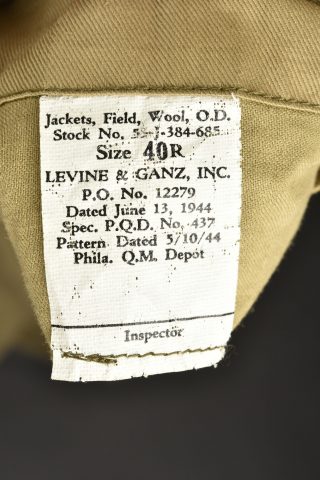 Jackets, Field, Wool, O.D.
Stock No. 55-J-384-685
Size 40R
LEVINE & GANZ, INC.
P.O. No. 12279
Dated June 13, 1944
Spec. P.Q.D. No. 437
Pattern Dated 5/10/44
Phila. Q.M. Depot
Inspector